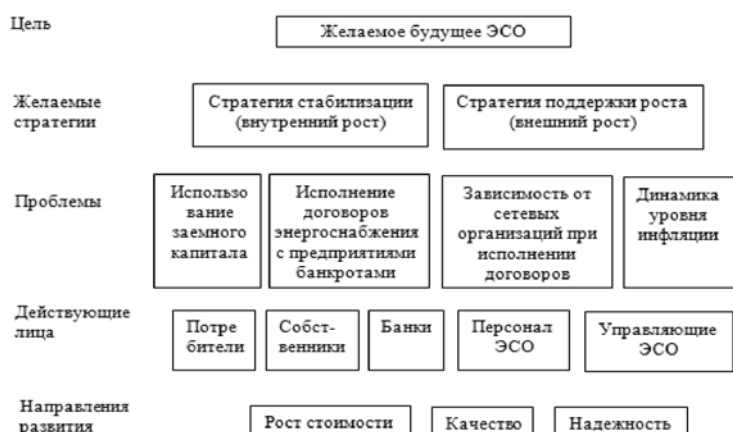 Цель
Желаемое будущее ЭСО
Желаемые
стратегии
Стратегия стабилизации
(внутренний рост)
Стратегия поддержки роста
(внешний рост)
Проблемы
Использо
вание
заемного
капитала
Исполнение
договоров
энергоснабжения
с предприятиями
банкротами
Зависимость от
сетевых
организаций при
исполнении
договоров
Динамика
уровня
инфляции
Действующие
лица
Потре
бители
Собст-
венники
Банки
Персонал
ЭСО
Управляющие
ЭСО
Направления
развития
Рост стоимости
Качество
Надежность